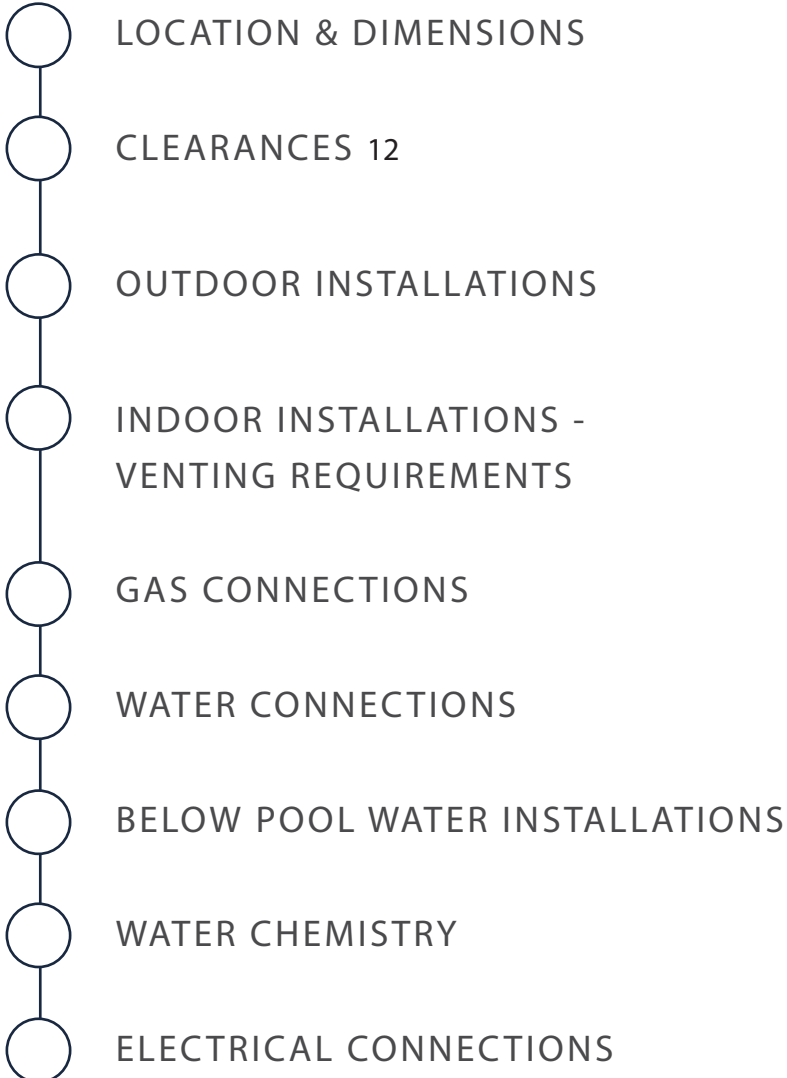 LOCATION & DIMENSIONS
CLEARANCES 12
OUTDOOR INSTALLATIONS
INDOOR INSTALLATIONS -
VENTING REQUIREMENTS
GAS CONNECTIONS
WATER CONNECTIONS
BELOW POOL WATER INSTALLATIONS
WATER CHEMISTRY
ELECTRICAL CONNECTIONS